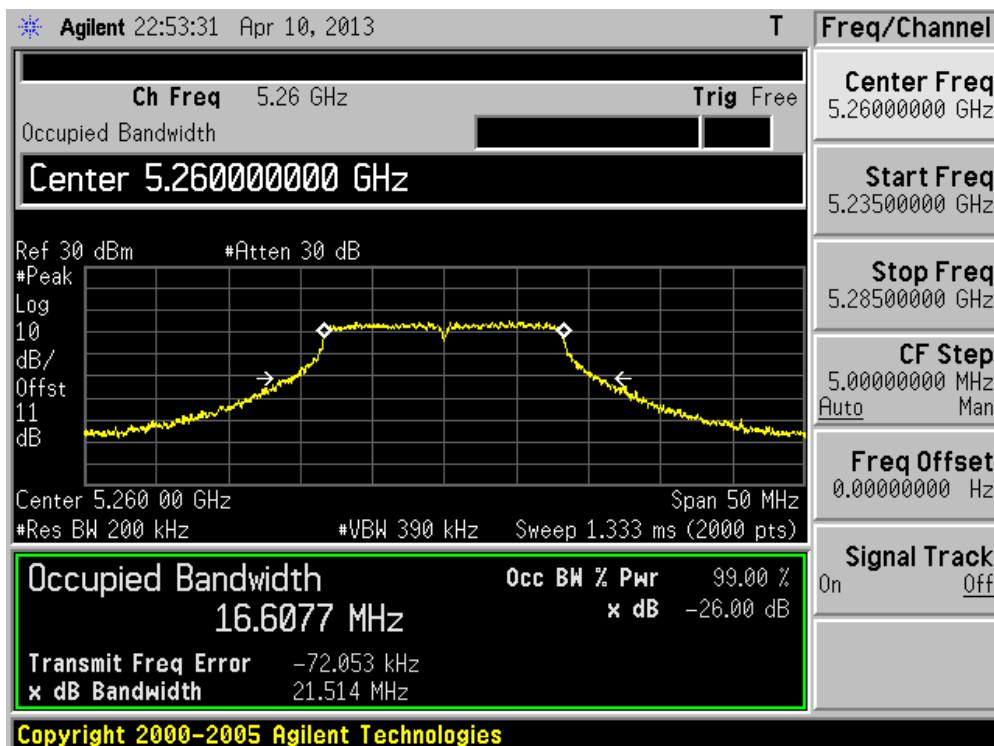 Agilent 22:53:31 Apr 10, 2013 T
Ch Freq 5.26 GHz Trig Free
Occupied Bandwidth
Center 5.260000000 GHz
Ref 30 dBm #Atten 30 dB
#Peak
Log
10
dB/
Offst
11
dB
Center 5.260 00 GHz Span 50 MHz
#Res BW 200 kHz #VBW 390 kHz Sweep 1.333 ms (2000 pts)
Occupied Bandwidth Occ BW % Pwr 99.00 %
16.6077 MHz x dB -26.00 dB
Transmit Freq Error -72.053 kHz
x dB Bandwidth 21.514 MHz
Copyright 2000-2005 Agilent Technologies
Freq/Channel
Center Freq
5.26000000 GHz
Start Freq
5.23500000 GHz
Stop Freq
5.28500000 GHz
CF Step
5.00000000 MHz
Auto Man
Freq Offset
0.00000000 Hz
Signal Track
On Off